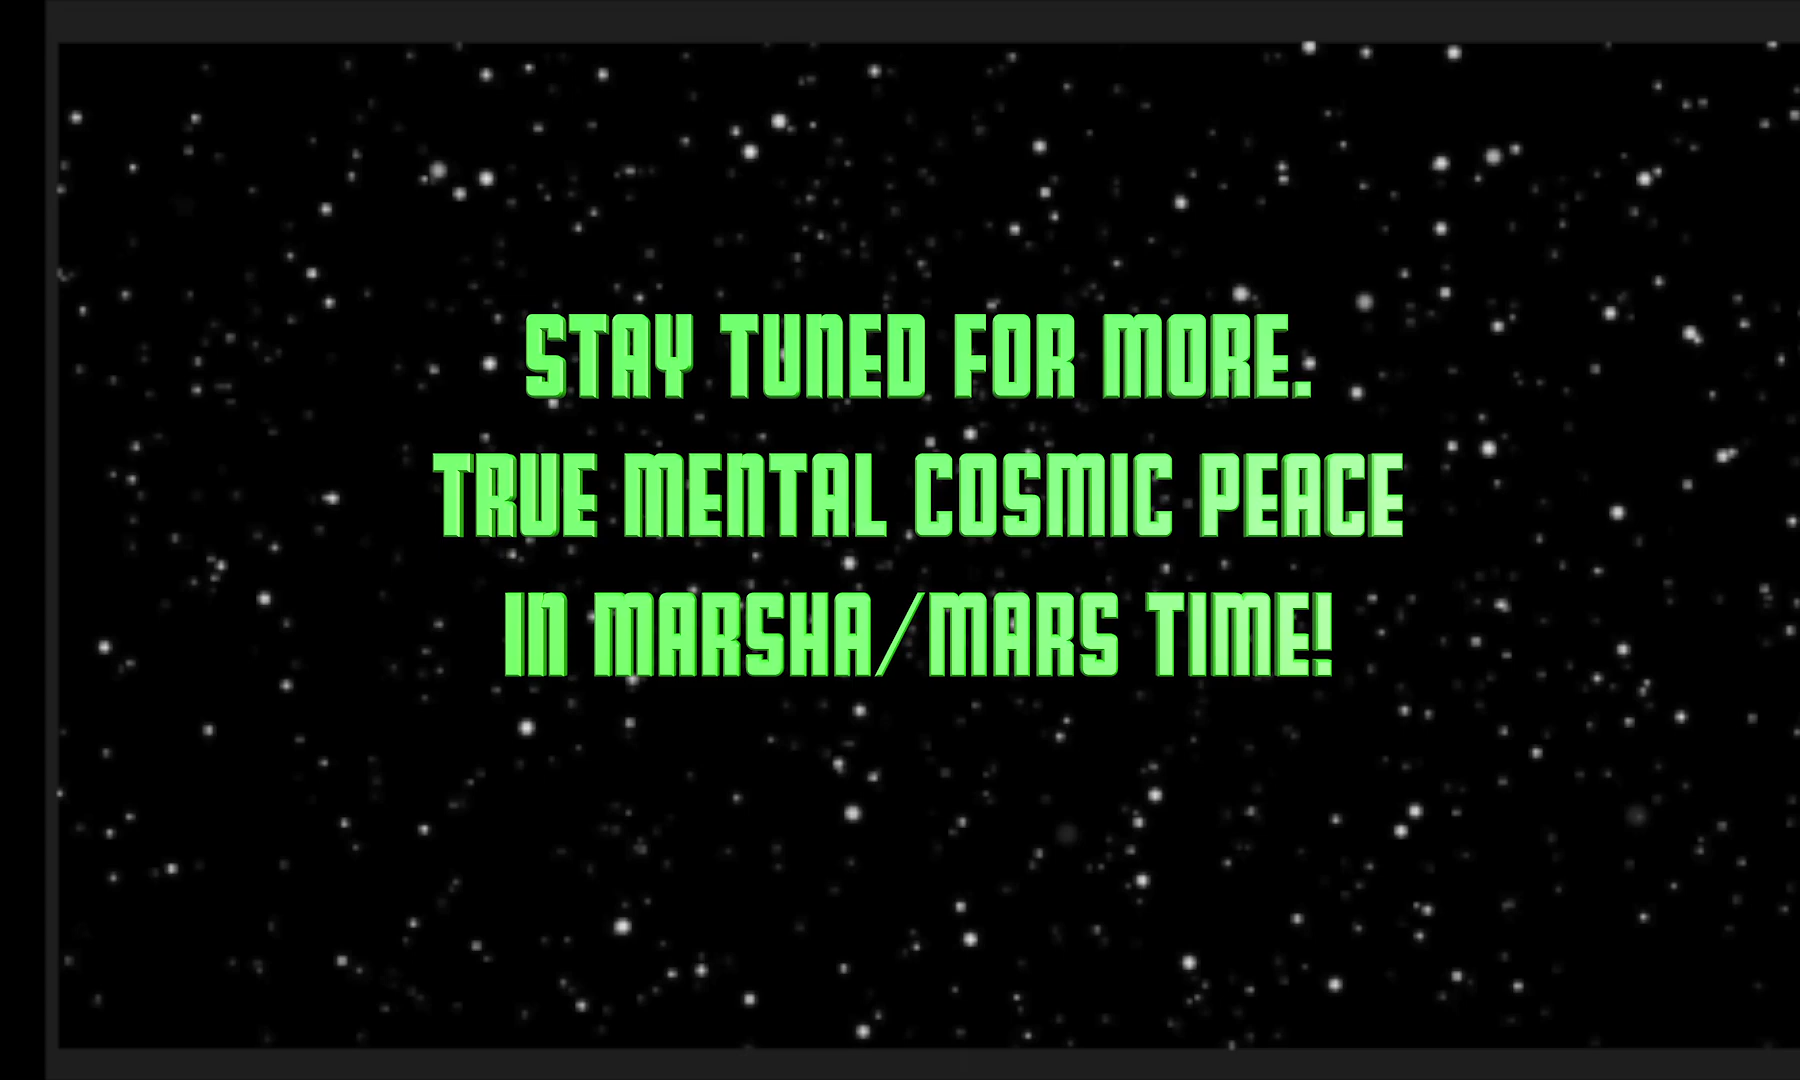 STAY TUNED FOR MORE.
TRUE MENTAL COSMIC PEACE
IN MARSHA/MARS TIME!